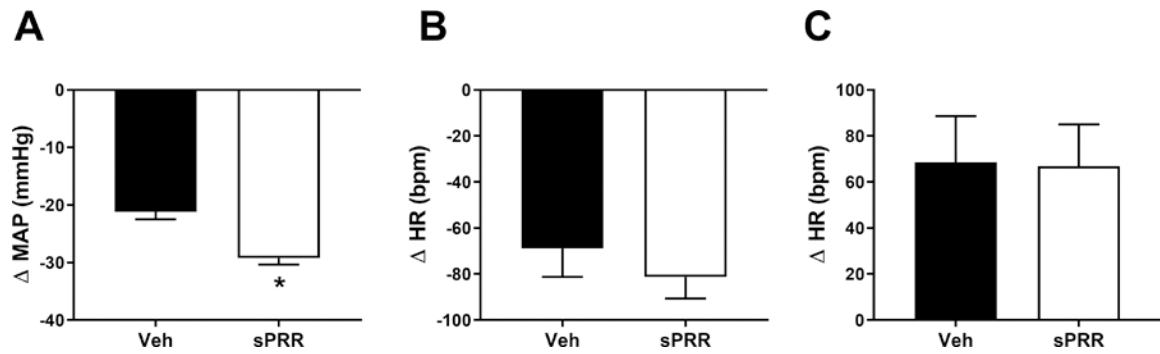 A
Δ MAP (mmHg)
0
-10
-20
-30
-40
*
Veh
sPRR
B
Δ HR (bpm)
0
-20
-40
-60
-80
-100
Veh
sPRR
C
Δ HR (bpm)
100
80
60
40
20
0
Veh
sPRR